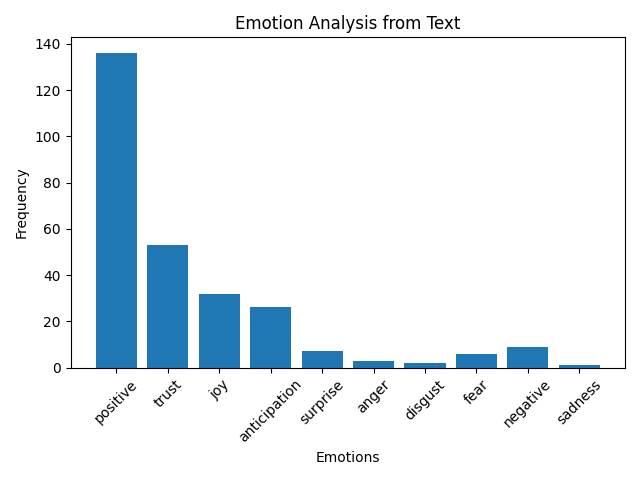 Emotion Analysis from Text
140
120
100
80
60
40
20
0
Frequency
positive
trust
joy
anticipation
surprise
anger
disgust
fear
negative
sadness
Emotions